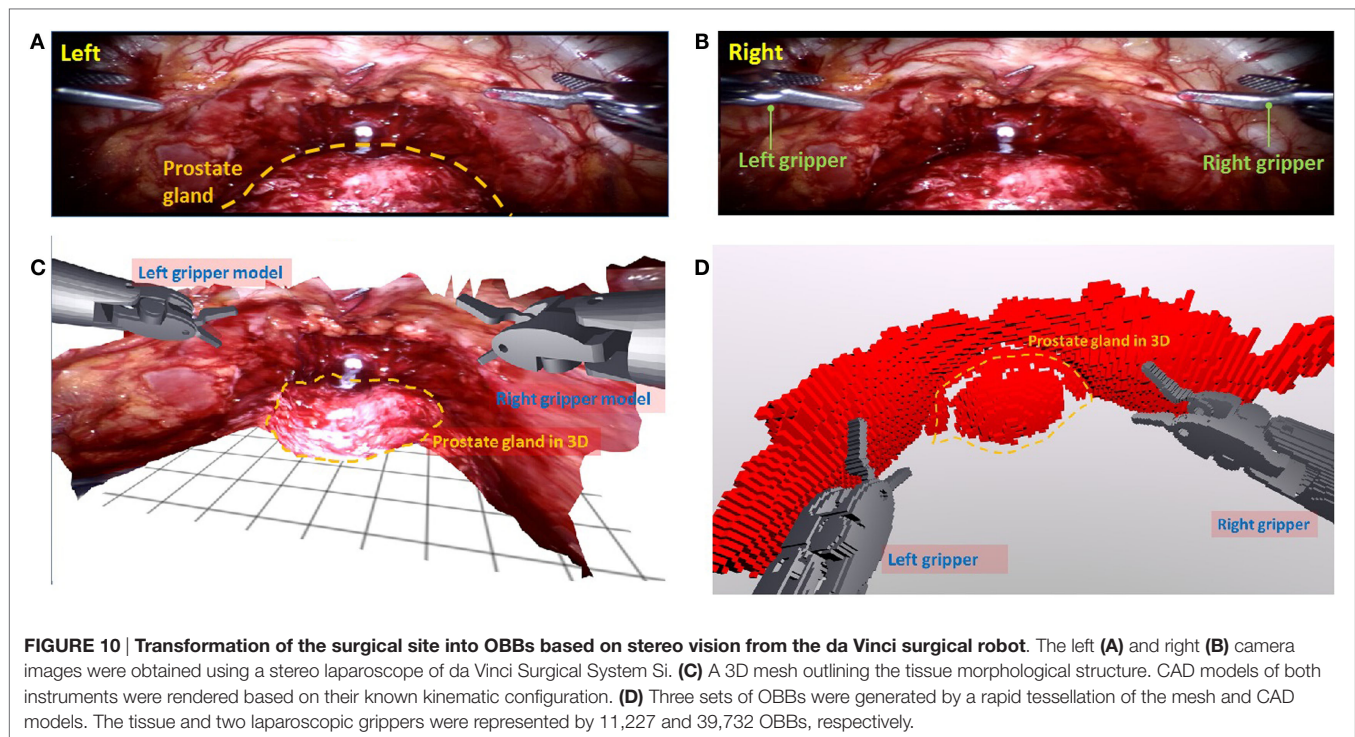 A
Left
Prostate
gland
B
Right
Left gripper
Right gripper
C
Left gripper model
Right gripper model
Prostate gland in 3D
D
Prostate gland in 3D
Right gripper
Left gripper
FIGURE 10 | Transformation of the surgical site into OBBs based on stereo vision from the da Vinci surgical robot. The left (A) and right (B) camera
images were obtained using a stereo laparoscope of da Vinci Surgical System Si. (C) A 3D mesh outlining the tissue morphological structure. CAD models of both
instruments were rendered based on their known kinematic configuration. (D) Three sets of OBBs were generated by a rapid tessellation of the mesh and CAD
models. The tissue and two laparoscopic grippers were represented by 11,227 and 39,732 OBBs, respectively.